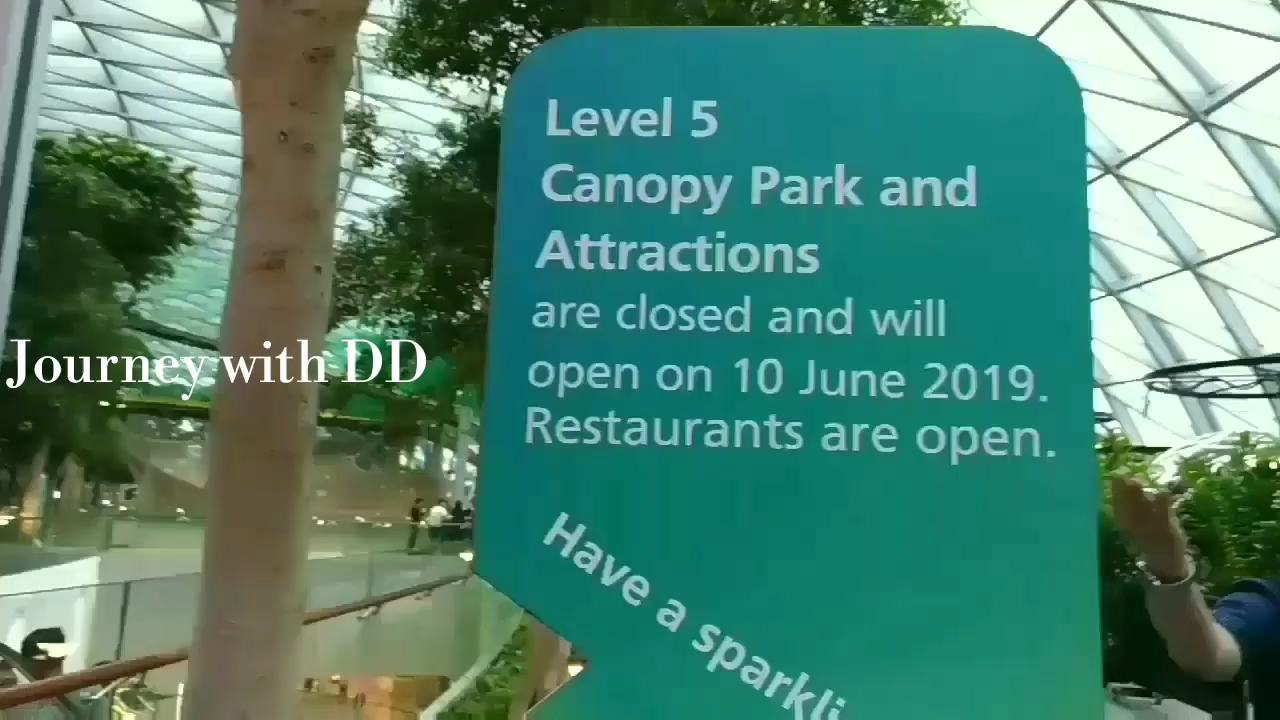 Level 5
Canopy Park and
Attractions
are closed and will
open on 10 June 2019.
Restaurants are open.
Journey with DD
Have a